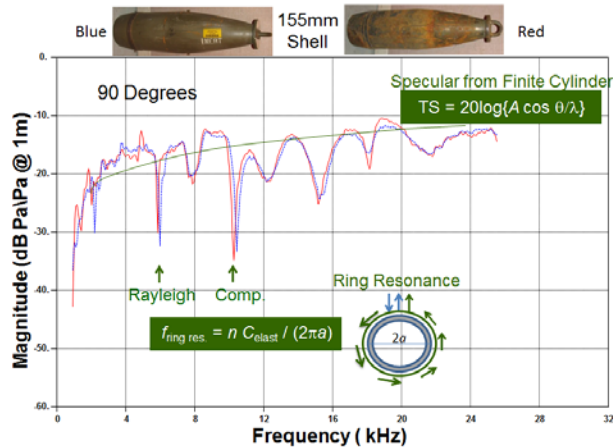 Blue
155mm
Shell
Red
90 Degrees
Specular from Finite Cylinder
TS = 20log{A cos θ/λ}
Rayleigh
Comp.
Ring Resonance
f ring res. = n C elast / (2πa)
2a
Magnitude (dB Pa\Pa @ 1m)
0.
-10.
-20.
-30.
-40.
-50.
-60.
0
4
8
12
16
20
24
28
32
Frequency ( kHz)